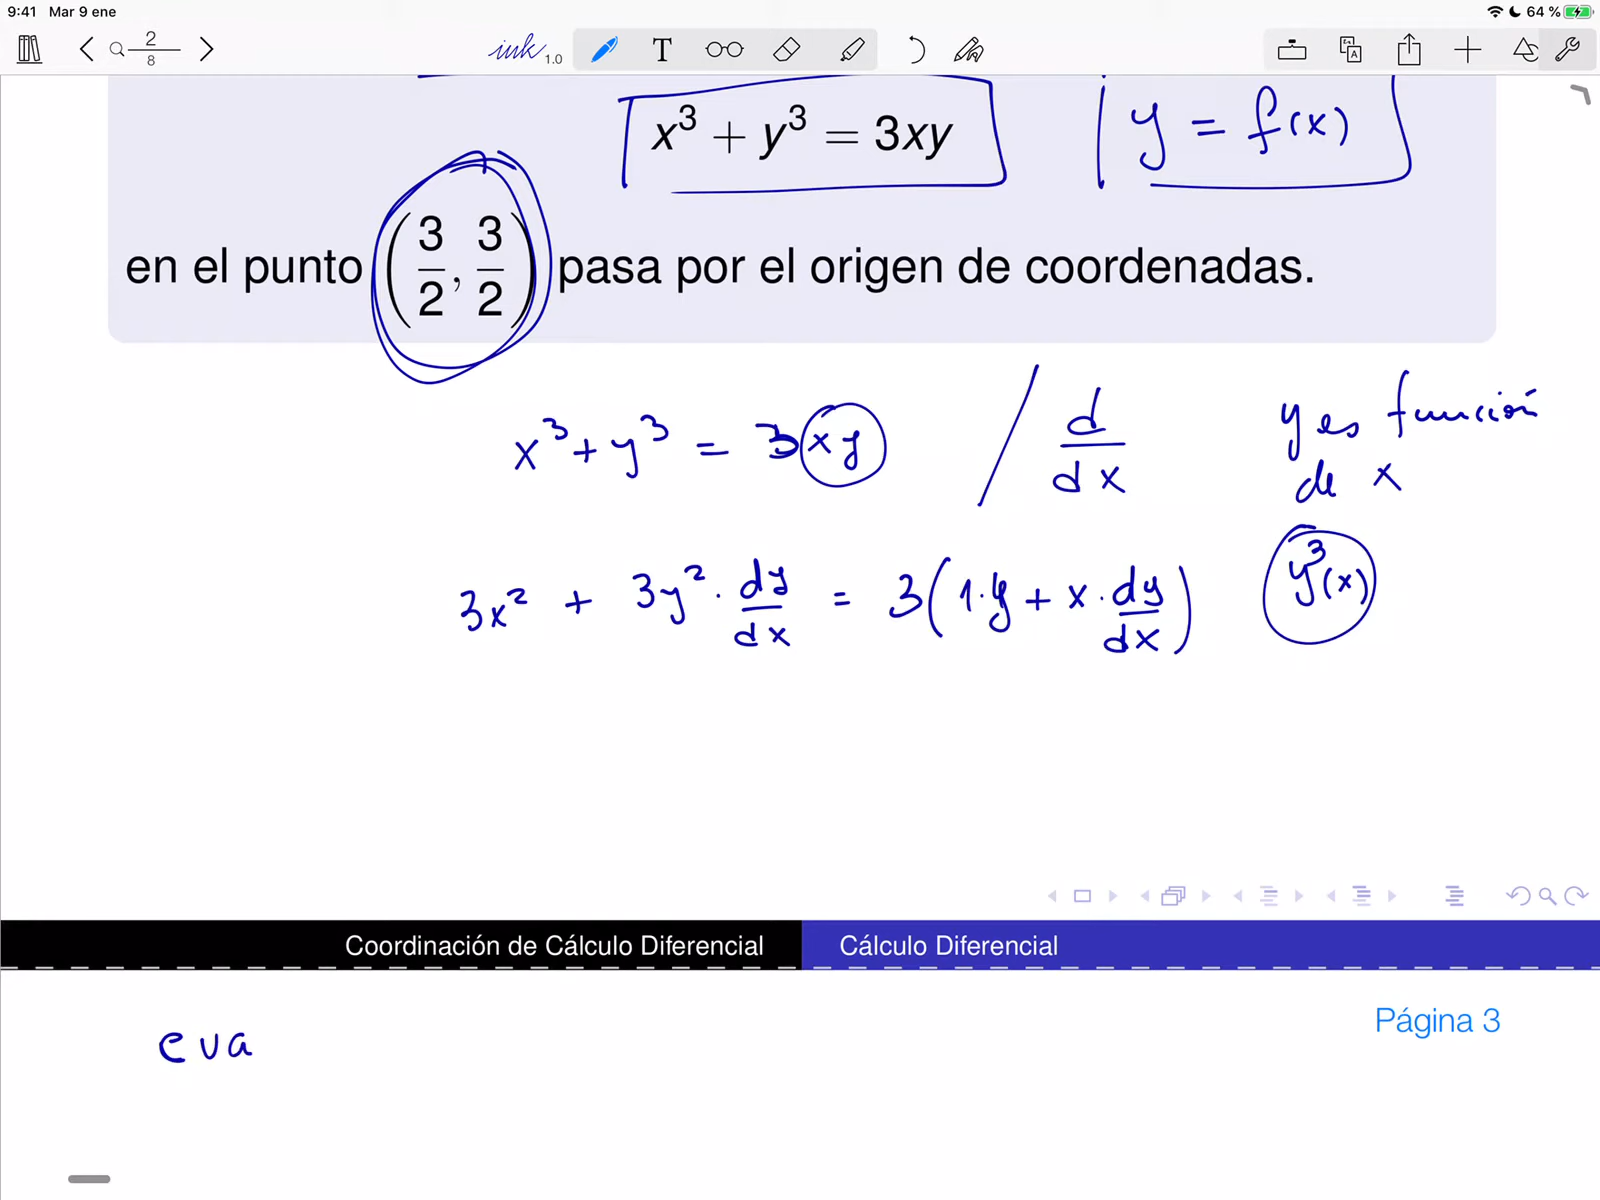 9:41 Mar 9 ene
64 %
2
8
ink 1.0
T
x³ + y³ = 3xy
y = f(x)
en el punto (3/2, 3/2) pasa por el origen de coordenadas.
x³ + y³ = 3xy / d/dx
y es función
de x
3x² + 3y² · dy/dx = 3(1·y + x · dy/dx)
y³(x)
Coordinación de Cálculo Diferencial
Cálculo Diferencial
Página 3
eva